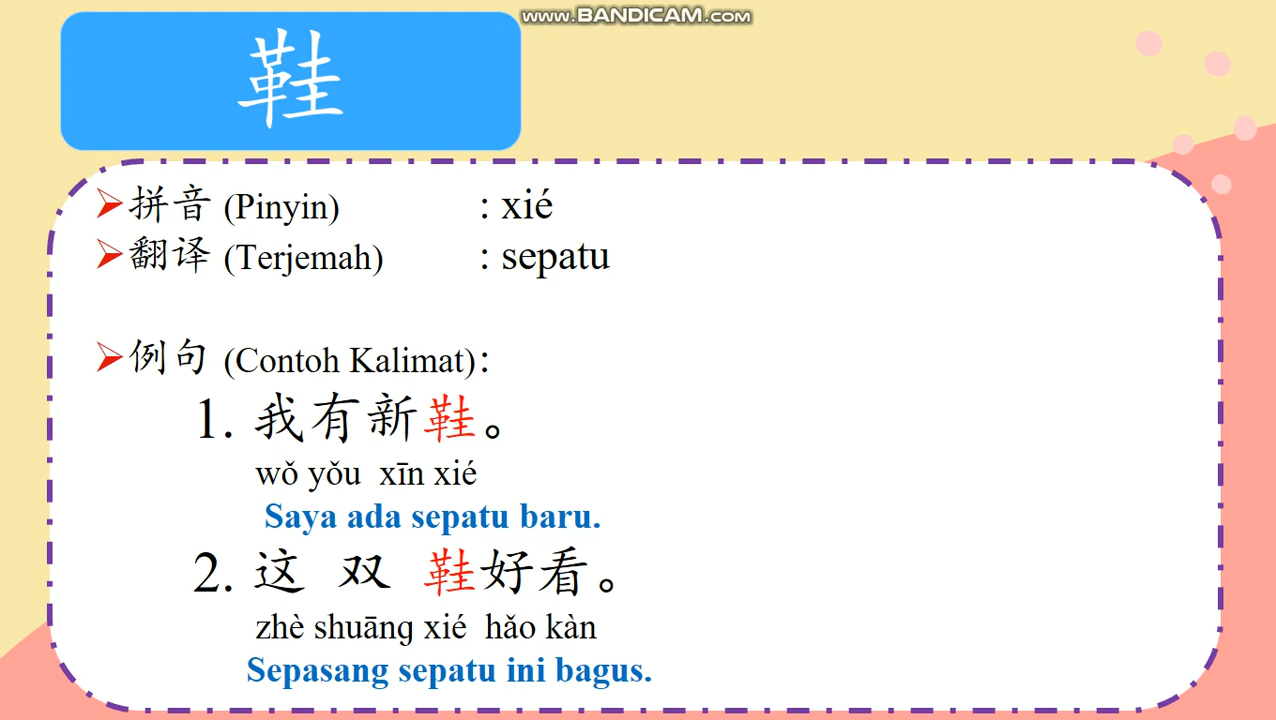 www.BANDICAM.com
鞋
拼音 (Pinyin) : xié
翻译 (Terjemah) : sepatu
例句 (Contoh Kalimat):
1. 我有新鞋。
wǒ yǒu xīn xié
Saya ada sepatu baru.
2. 这 双 鞋好看。
zhè shuāng xié hǎo kàn
Sepasang sepatu ini bagus.